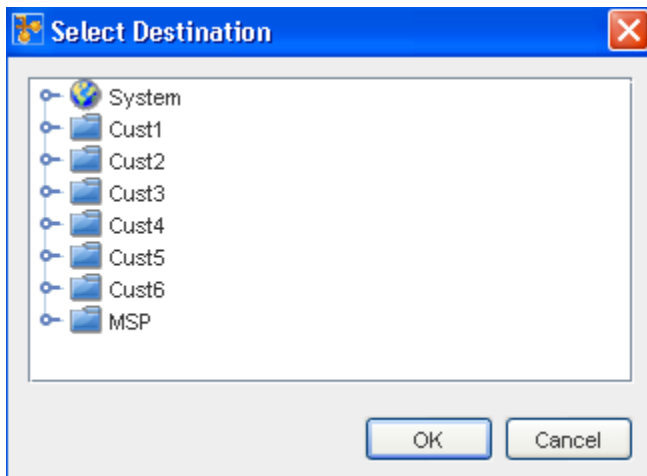 Select Destination
System
Cust1
Cust2
Cust3
Cust4
Cust5
Cust6
MSP
OK Cancel